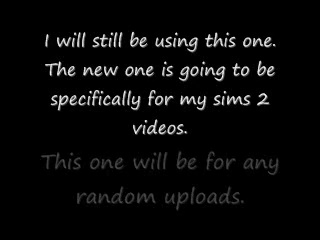 I will still be using this one.
The new one is going to be
specifically for my sims 2
videos.
This one will be for any
random uploads.